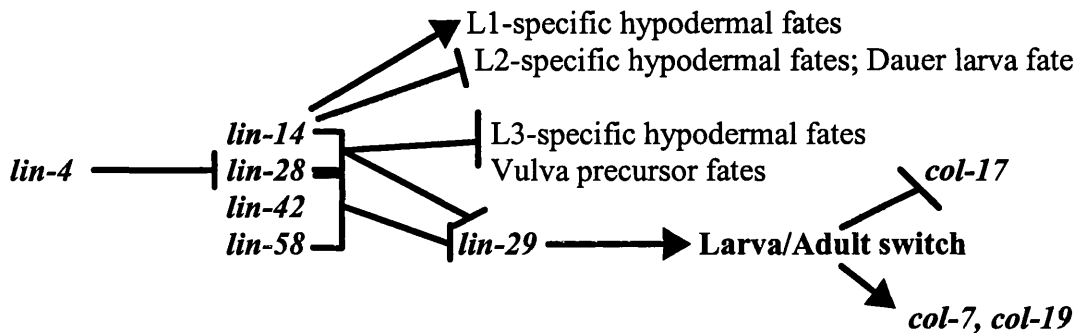 L1-specific hypodermal fates
L2-specific hypodermal fates; Dauer larva fate
lin-14
L3-specific hypodermal fates
lin-4
lin-28
Vulva precursor fates
col-17
lin-42
lin-58
lin-29
Larva/Adult switch
col-7, col-19